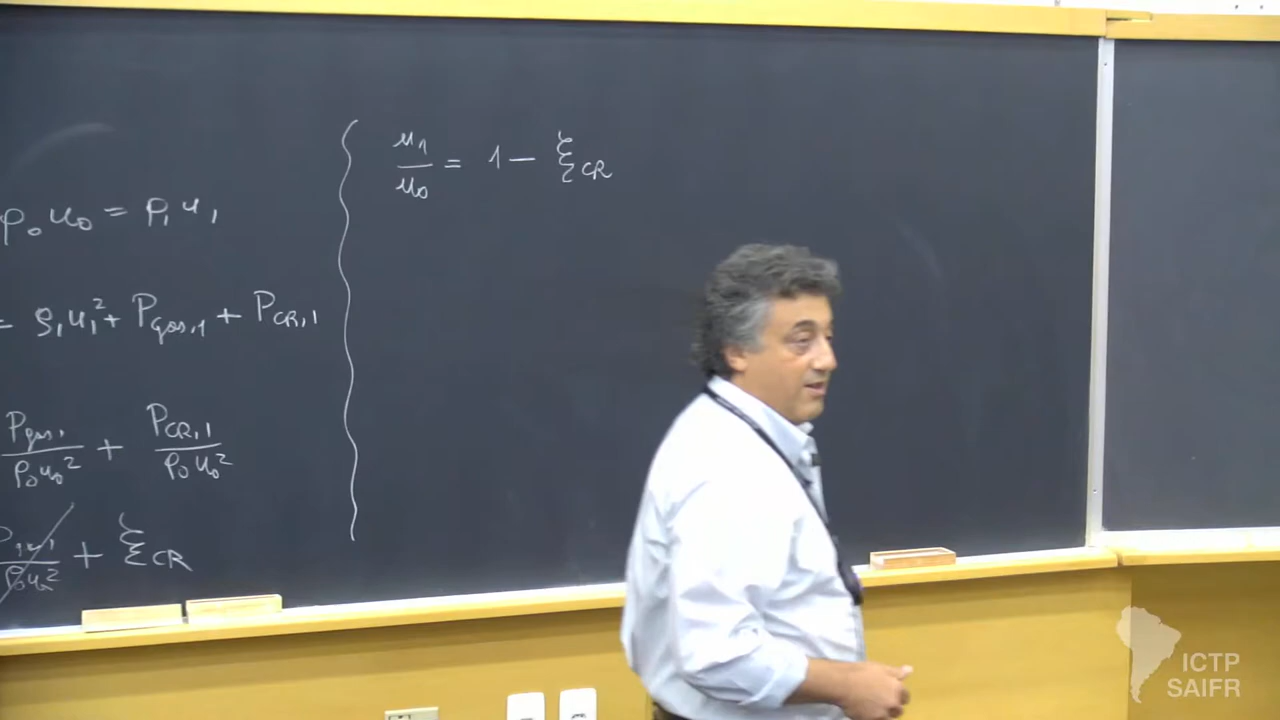 ρ₀u₀ = ρ₁u₁
= ρ₁u₁² + P_gas,1 + P_CR,1
P_gas,1 / ρ₀u₀² + P_CR,1 / ρ₀u₀²
+ ξ_CR
u₁ / u₀ = 1 − ξ_CR
ICTP
SAIFR